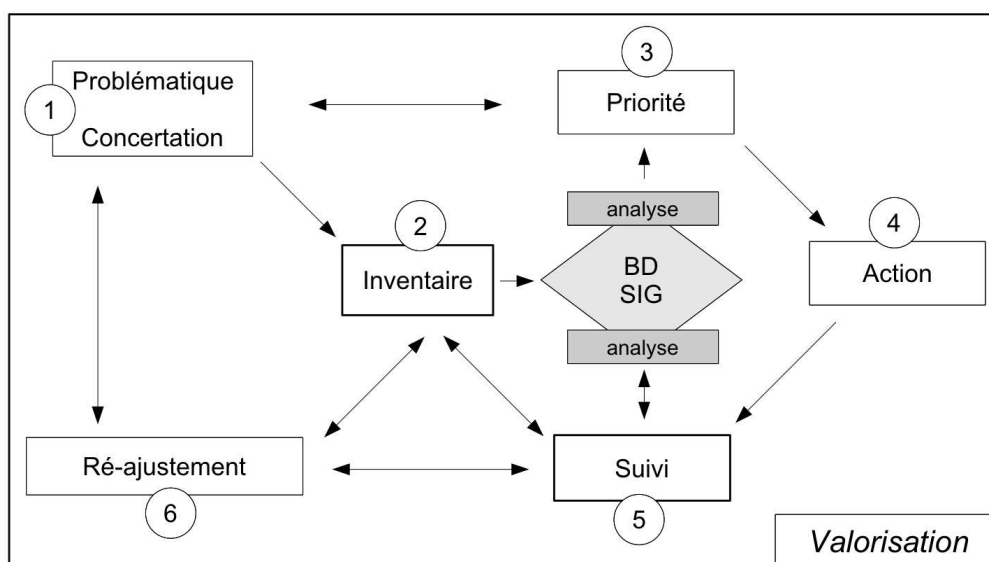 1
Problématique
Concertation
3
Priorité
2
Inventaire
analyse
BD
SIG
analyse
4
Action
Ré-ajustement
6
Suivi
5
Valorisation